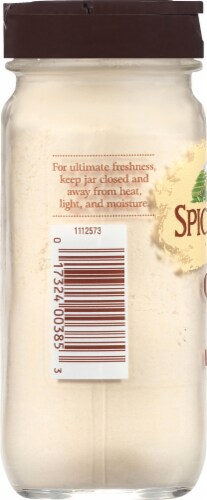 For ultimate freshness,
keep jar closed and
away from heat,
light, and moisture.
1112573
0 17324 00385 3
SPIC